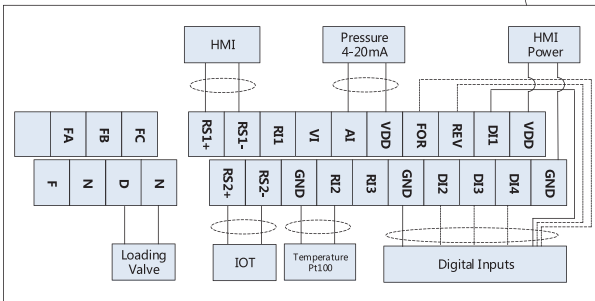 HMI
Pressure
4-20mA
HMI
Power
FA
FB
FC
RS1+
RS1-
RI1
VI
AI
VDD
FOR
REV
DI1
VDD
F
N
D
N
RS2+
RS2-
GND
RI2
RI3
GND
DI2
DI3
DI4
GND
Loading
Valve
IOT
Temperature
Pt100
Digital Inputs